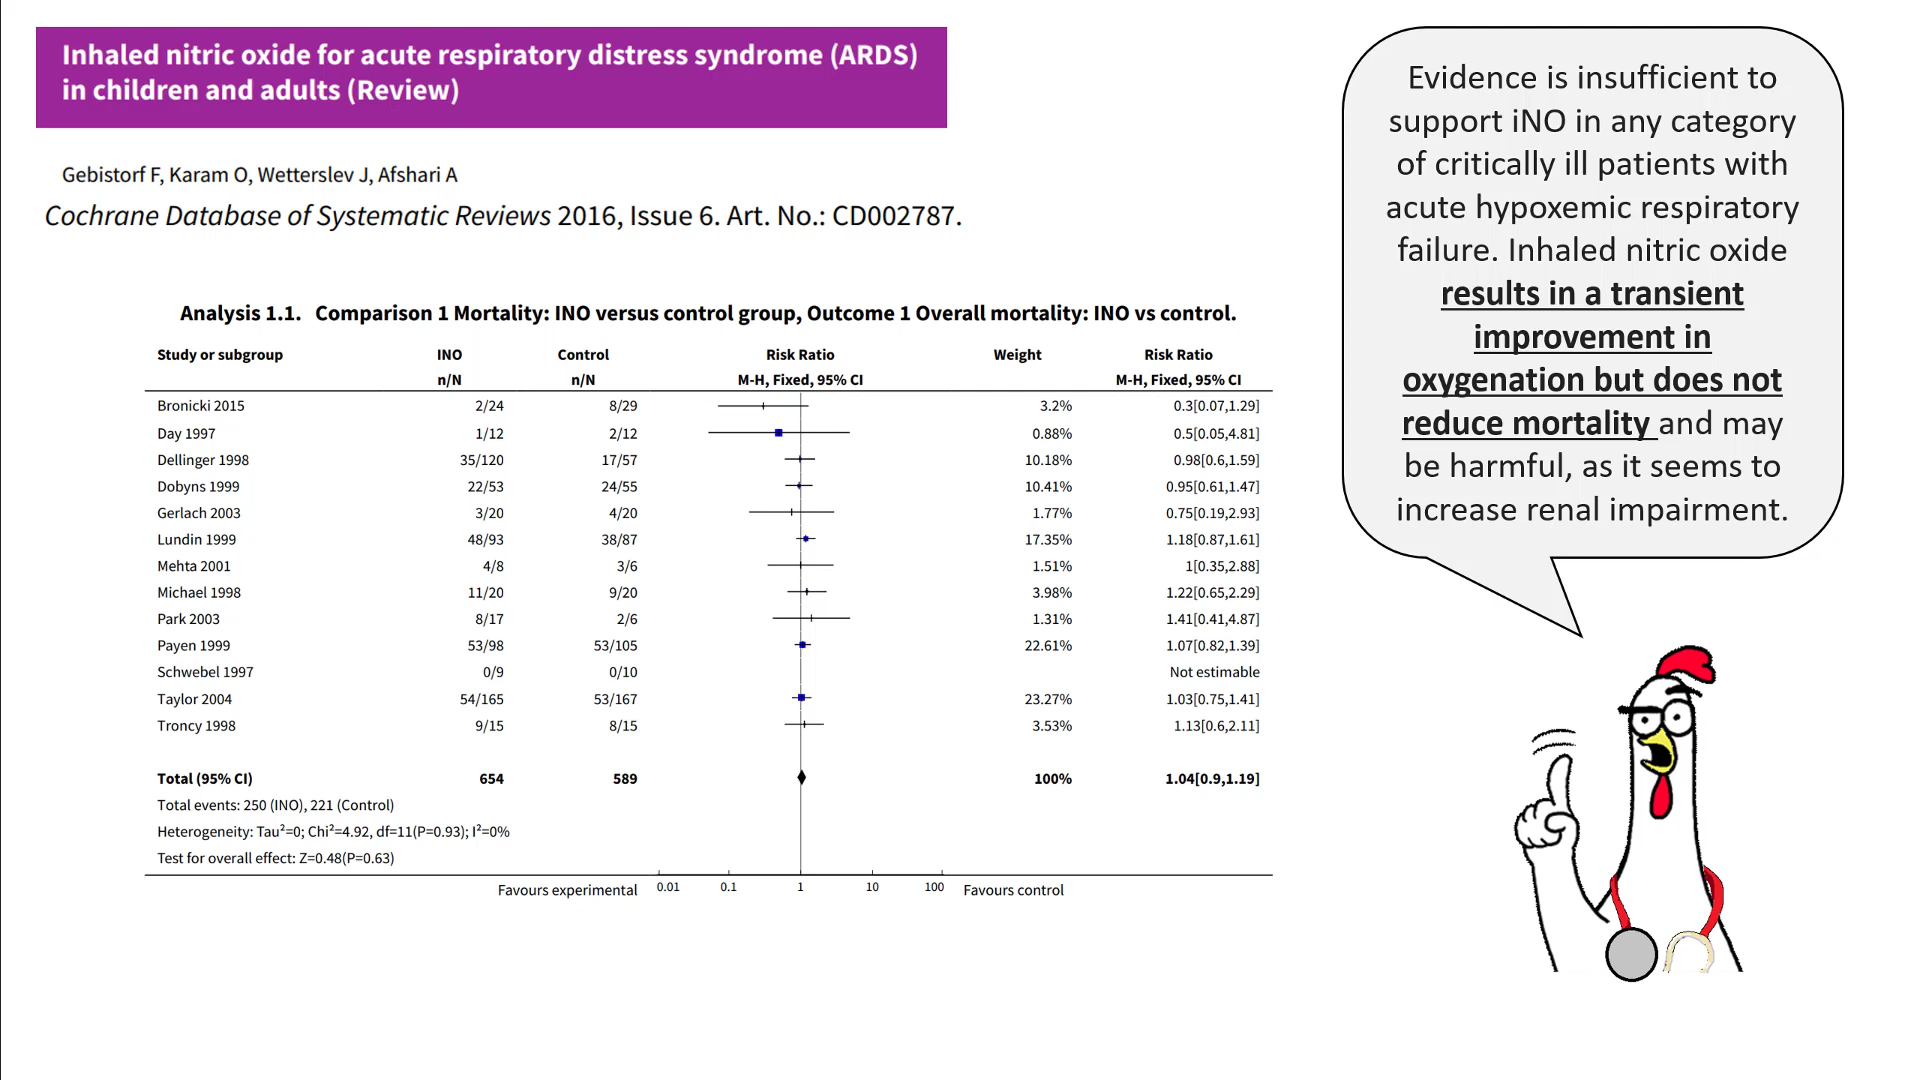 Inhaled nitric oxide for acute respiratory distress syndrome (ARDS)
in children and adults (Review)
Gebistorf F, Karam O, Wetterslev J, Afshari A
Cochrane Database of Systematic Reviews 2016, Issue 6. Art. No.: CD002787.
Analysis 1.1. Comparison 1 Mortality: INO versus control group, Outcome 1 Overall mortality: INO vs control.
Study or subgroup INO Control Risk Ratio Weight Risk Ratio
n/N n/N M-H, Fixed, 95% CI M-H, Fixed, 95% CI
Bronicki 2015 2/24 8/29 3.2% 0.3[0.07,1.29]
Day 1997 1/12 2/12 0.88% 0.5[0.05,4.81]
Dellinger 1998 35/120 17/57 10.18% 0.98[0.6,1.59]
Dobyns 1999 22/53 24/55 10.41% 0.95[0.61,1.47]
Gerlach 2003 3/20 4/20 1.77% 0.75[0.19,2.93]
Lundin 1999 48/93 38/87 17.35% 1.18[0.87,1.61]
Mehta 2001 4/8 3/6 1.51% 1[0.35,2.88]
Michael 1998 11/20 9/20 3.98% 1.22[0.65,2.29]
Park 2003 8/17 2/6 1.31% 1.41[0.41,4.87]
Payen 1999 53/98 53/105 22.61% 1.07[0.82,1.39]
Schwebel 1997 0/9 0/10 Not estimable
Taylor 2004 54/165 53/167 23.27% 1.03[0.75,1.41]
Troncy 1998 9/15 8/15 3.53% 1.13[0.6,2.11]
Total (95% CI) 654 589 100% 1.04[0.9,1.19]
Total events: 250 (INO), 221 (Control)
Heterogeneity: Tau²=0; Chi²=4.92, df=11(P=0.93); I²=0%
Test for overall effect: Z=0.48(P=0.63)
Favours experimental 0.01 0.1 1 10 100 Favours control
Evidence is insufficient to
support iNO in any category
of critically ill patients with
acute hypoxemic respiratory
failure. Inhaled nitric oxide
results in a transient
improvement in
oxygenation but does not
reduce mortality and may
be harmful, as it seems to
increase renal impairment.